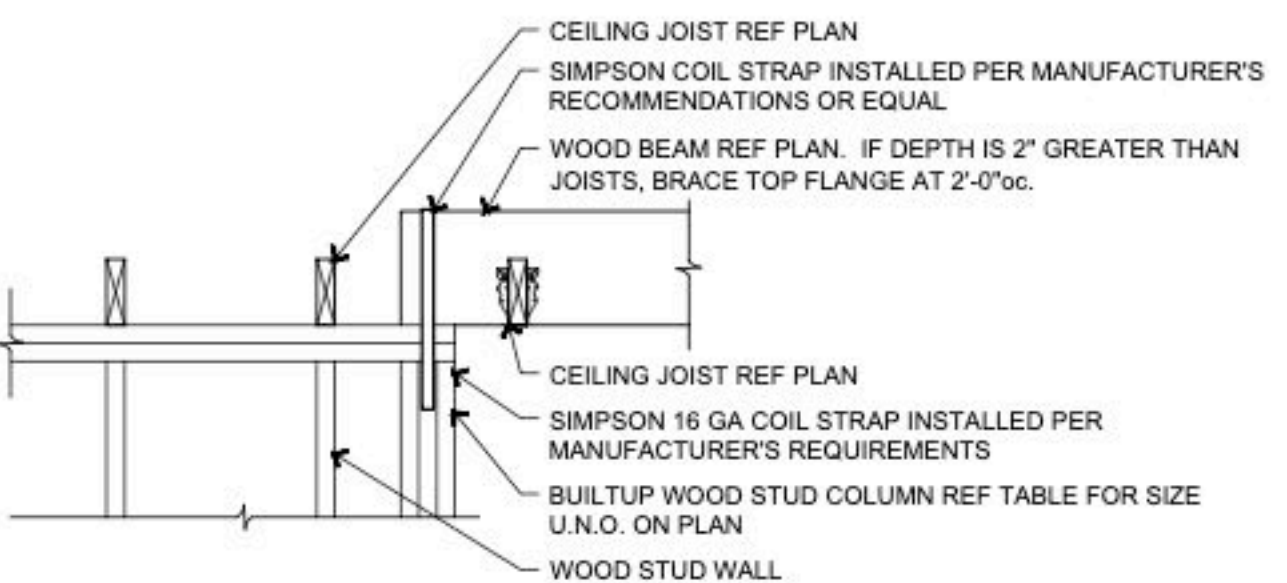 CEILING JOIST REF PLAN
SIMPSON COIL STRAP INSTALLED PER MANUFACTURER'S
RECOMMENDATIONS OR EQUAL
WOOD BEAM REF PLAN. IF DEPTH IS 2" GREATER THAN
JOISTS, BRACE TOP FLANGE AT 2'-0"oc.
CEILING JOIST REF PLAN
SIMPSON 16 GA COIL STRAP INSTALLED PER
MANUFACTURER'S REQUIREMENTS
BUILTUP WOOD STUD COLUMN REF TABLE FOR SIZE
U.N.O. ON PLAN
WOOD STUD WALL